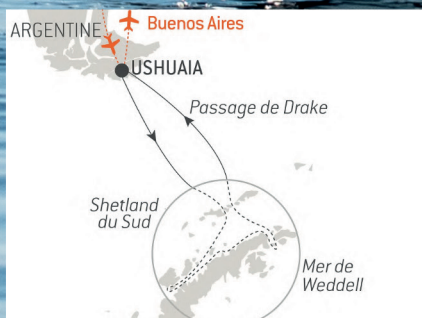 ARGENTINE
Buenos Aires
USHUAIA
Passage de Drake
Shetland
du Sud
Mer de
Weddell